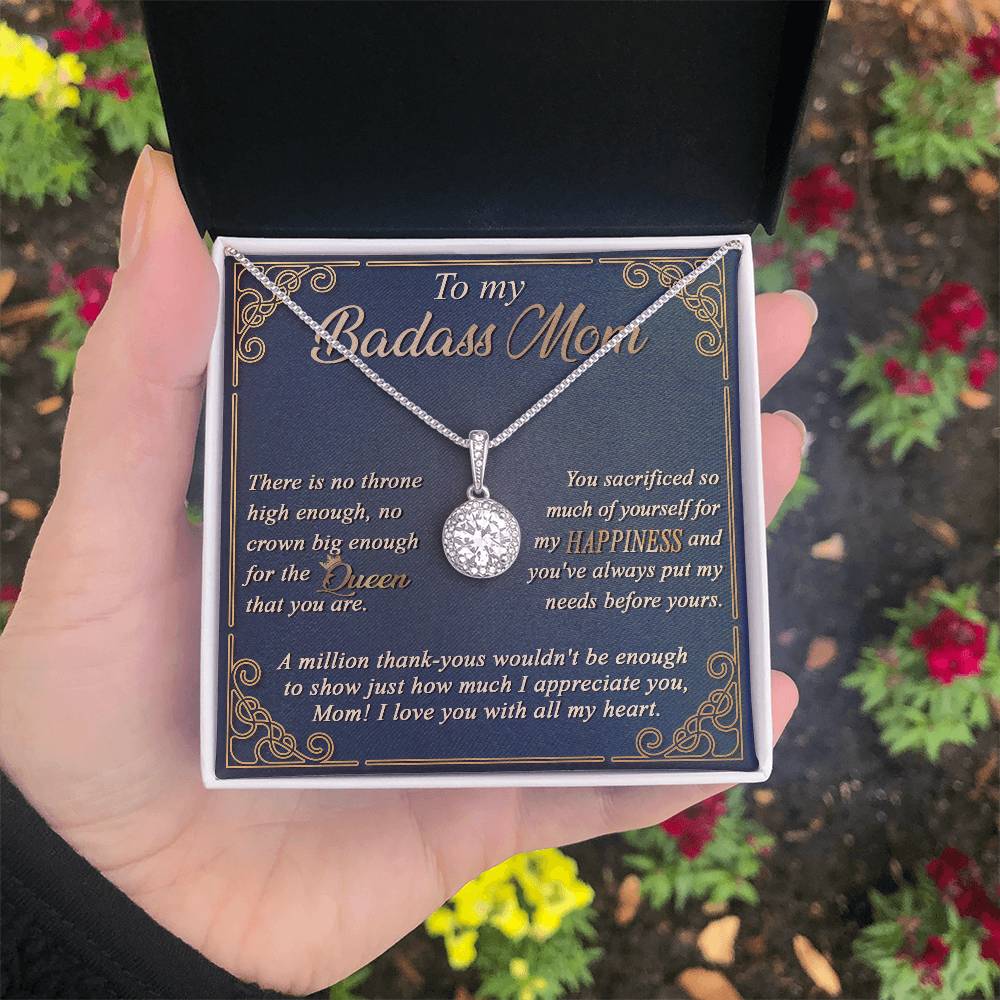 To my
Badass Mom
There is no throne
high enough, no
crown big enough
for the Queen
that you are.
You sacrificed so
much of yourself for
my HAPPINESS and
you've always put my
needs before yours.
A million thank-yous wouldn't be enough
to show just how much I appreciate you,
Mom! I love you with all my heart.